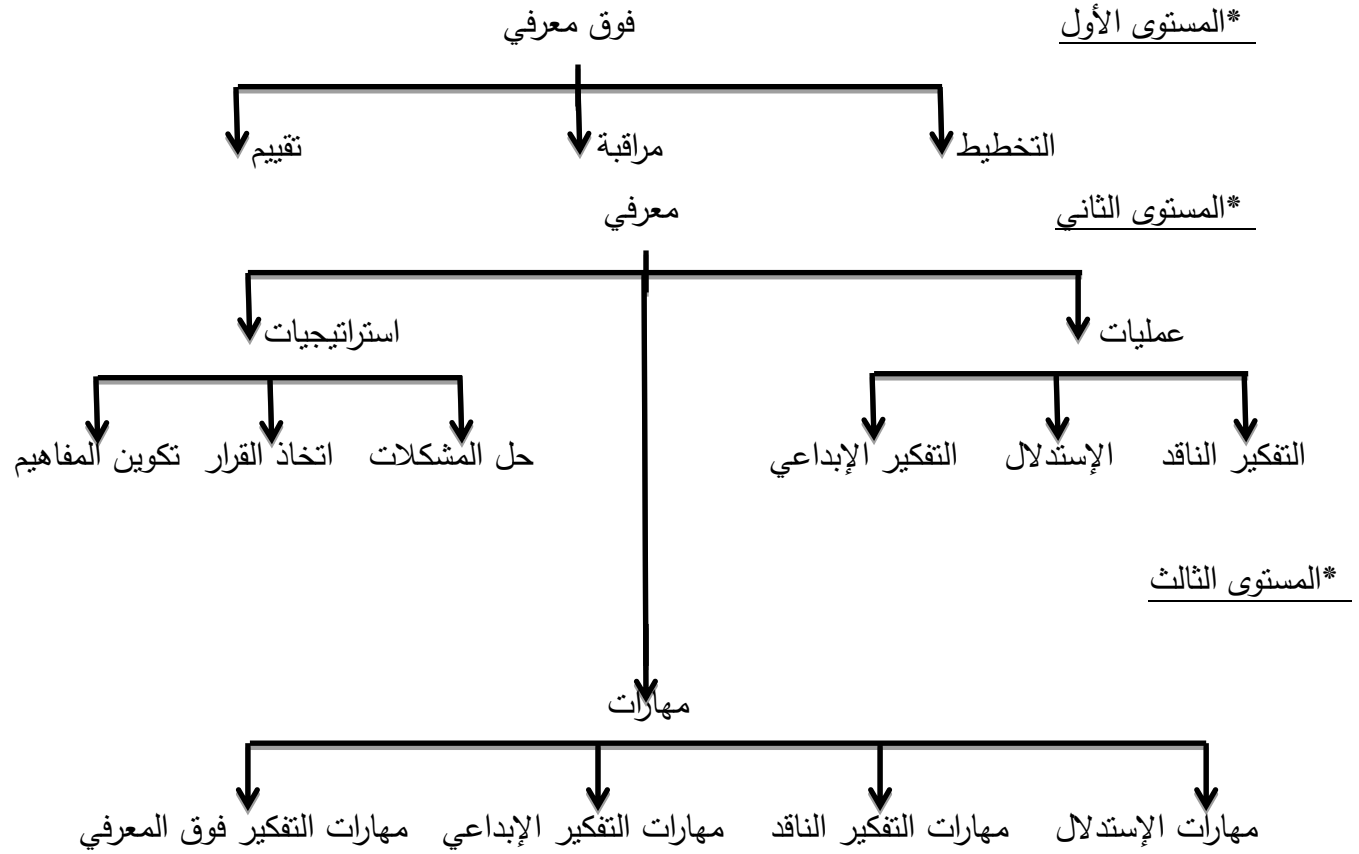 *المستوى الأول
فوق معرفي
التخطيط مراقبة تقييم
*المستوى الثاني
معرفي
عمليات استراتيجيات
التفكير الناقد الإستدلال التفكير الإبداعي حل المشكلات اتخاذ القرار تكوين المفاهيم
*المستوى الثالث
مهارات
مهارات الإستدلال مهارات التفكير الناقد مهارات التفكير الإبداعي مهارات التفكير فوق المعرفي